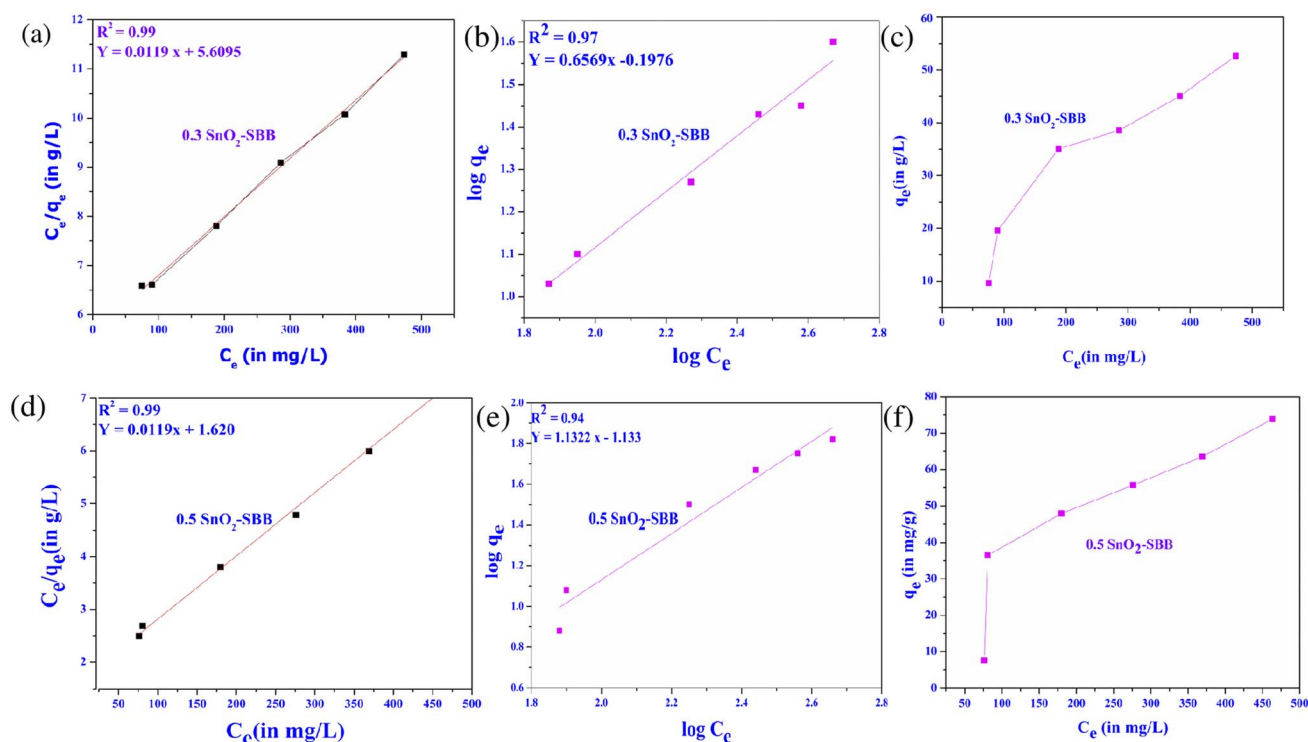 (a)
R² = 0.99
Y = 0.0119 x + 5.6095
0.3 SnO₂-SBB
Cₑ/qₑ (in g/L)
12
11
10
9
8
7
6
5
0 100 200 300 400 500
Cₑ (in mg/L)
(b)
R² = 0.97
Y = 0.6569x -0.1976
0.3 SnO₂-SBB
log qₑ
1.6
1.5
1.4
1.3
1.2
1.1
1.0
1.8 2.0 2.2 2.4 2.6 2.8
log Cₑ
(c)
0.3 SnO₂-SBB
qₑ(in g/L)
60
50
40
30
20
10
0 100 200 300 400 500
Cₑ(in mg/L)
(d)
R² = 0.99
Y = 0.0119x + 1.620
0.5 SnO₂-SBB
Cₑ/qₑ(in g/L)
7
6
5
4
3
2
50 100 150 200 250 300 350 400 450 500
Cₑ(in mg/L)
(e)
R² = 0.94
Y = 1.1322 x - 1.133
0.5 SnO₂-SBB
log qₑ
2.0
1.8
1.6
1.4
1.2
1.0
0.8
0.6
1.8 2.0 2.2 2.4 2.6 2.8
log Cₑ
(f)
0.5 SnO₂-SBB
qₑ (in mg/g)
80
70
60
50
40
30
20
10
0
50 100 150 200 250 300 350 400 450 500
Cₑ (in mg/L)